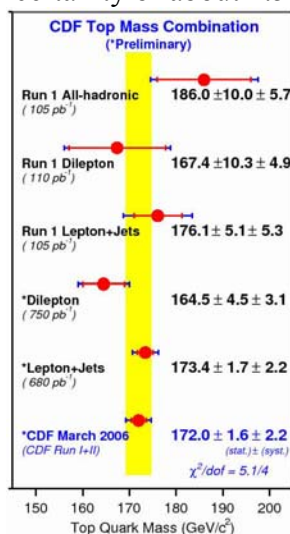 CDF Top Mass Combination
(*Preliminary)
Run 1 All-hadronic 186.0 ±10.0 ± 5.7
( 105 pb⁻¹)
Run 1 Dilepton 167.4 ±10.3 ± 4.9
( 110 pb⁻¹)
Run 1 Lepton+Jets 176.1 ± 5.1 ± 5.3
( 105 pb⁻¹)
*Dilepton 164.5 ± 4.5 ± 3.1
( 750 pb⁻¹)
*Lepton+Jets 173.4 ± 1.7 ± 2.2
( 680 pb⁻¹)
*CDF March 2006 172.0 ± 1.6 ± 2.2
(CDF Run I+II) (stat.) ± (syst.)
χ²/dof = 5.1/4
150 160 170 180 190 200
Top Quark Mass (GeV/c²)